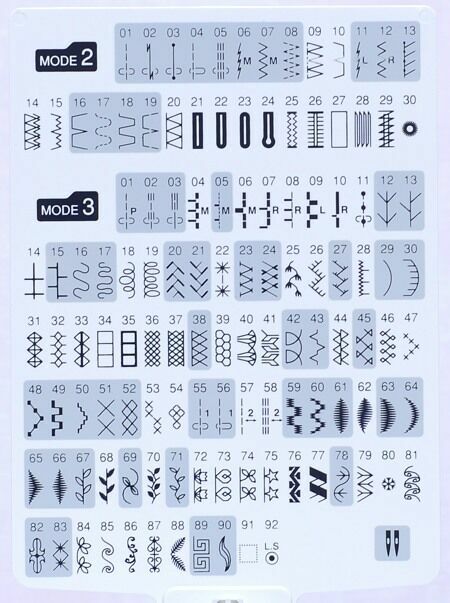 MODE 2
01 02 03 04 05 06 07 08 09 10 11 12 13
M M L R
14 15 16 17 18 19 20 21 22 23 24 25 26 27 28 29 30
MODE 3
01 02 03 04 05 06 07 08 09 10 11 12 13
P M M M R R L R
14 15 16 17 18 19 20 21 22 23 24 25 26 27 28 29 30
31 32 33 34 35 36 37 38 39 40 41 42 43 44 45 46 47
48 49 50 51 52 53 54 55 56 57 58 59 60 61 62 63 64
1 1 2 2
65 66 67 68 69 70 71 72 73 74 75 76 77 78 79 80 81
82 83 84 85 86 87 88 89 90 91 92
L.S